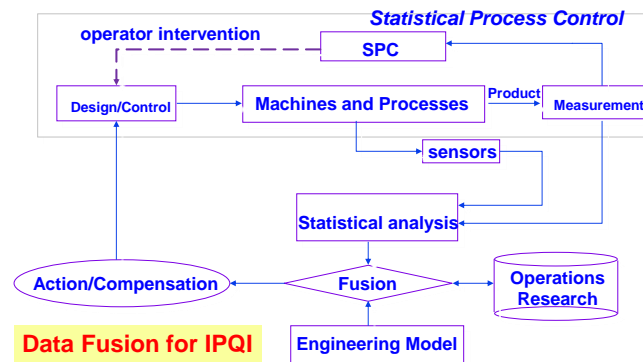 Statistical Process Control
operator intervention
SPC
Design/Control
Machines and Processes
Product
Measurement
sensors
Statistical analysis
Action/Compensation
Fusion
Operations
Research
Data Fusion for IPQI
Engineering Model